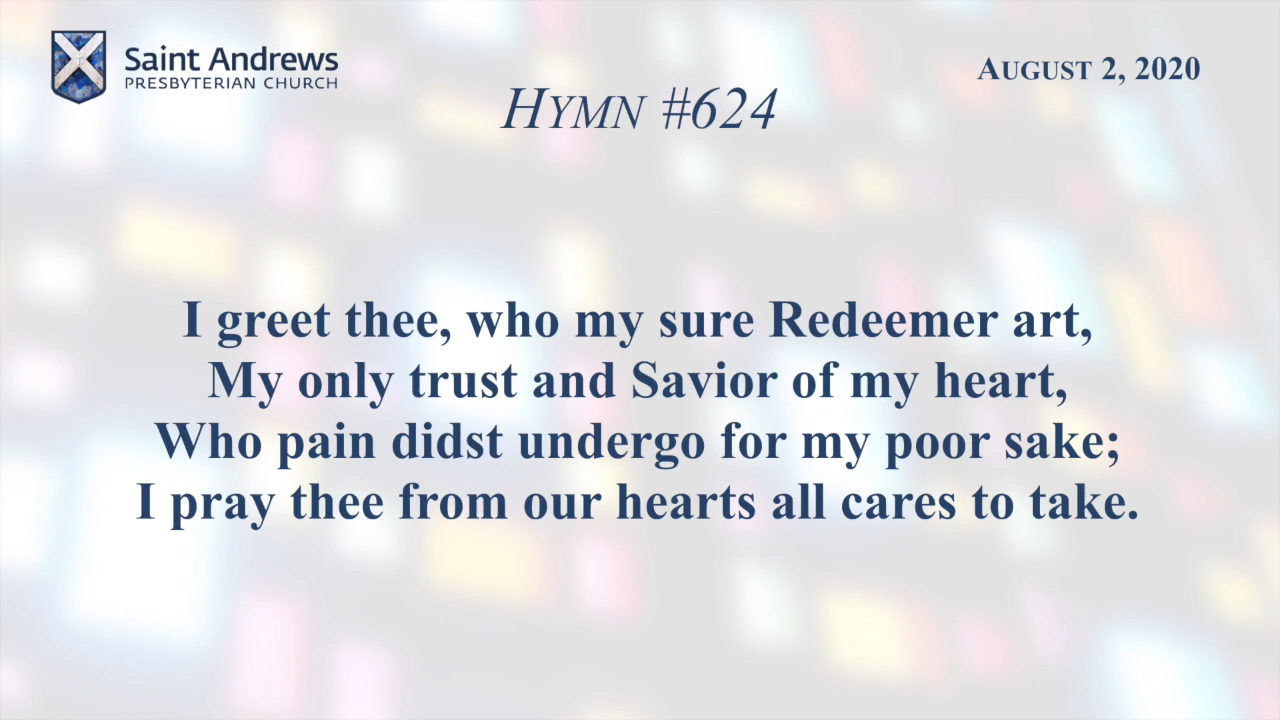 Saint Andrews
PRESBYTERIAN CHURCH
AUGUST 2, 2020
HYMN #624
I greet thee, who my sure Redeemer art,
My only trust and Savior of my heart,
Who pain didst undergo for my poor sake;
I pray thee from our hearts all cares to take.